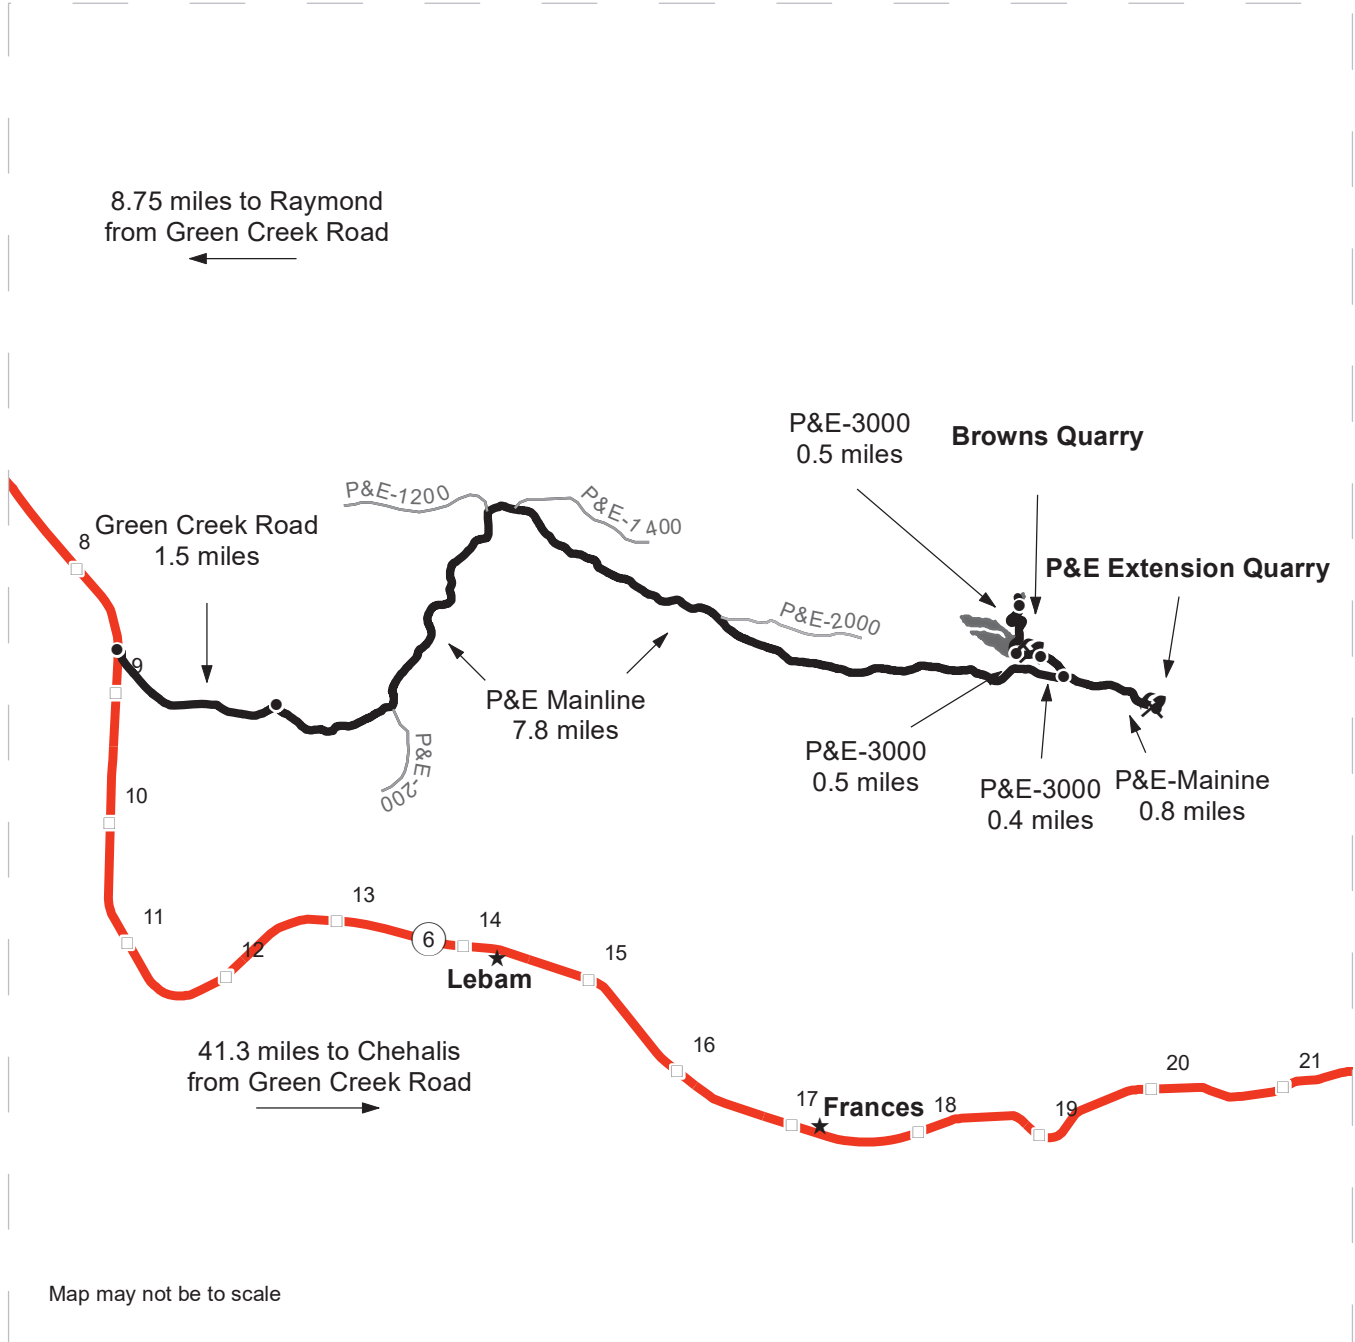 8.75 miles to Raymond
from Green Creek Road
P&E-3000
0.5 miles
Browns Quarry
P&E-1200
P&E-1400
Green Creek Road
1.5 miles
8
P&E Extension Quarry
P&E-2000
9
P&E Mainline
7.8 miles
P&E-200
P&E-3000
0.5 miles
P&E-3000
0.4 miles
P&E-Mainine
0.8 miles
10
11
12
13
6
14
Lebam
15
41.3 miles to Chehalis
from Green Creek Road
16
17
Frances
18
19
20
21
Map may not be to scale